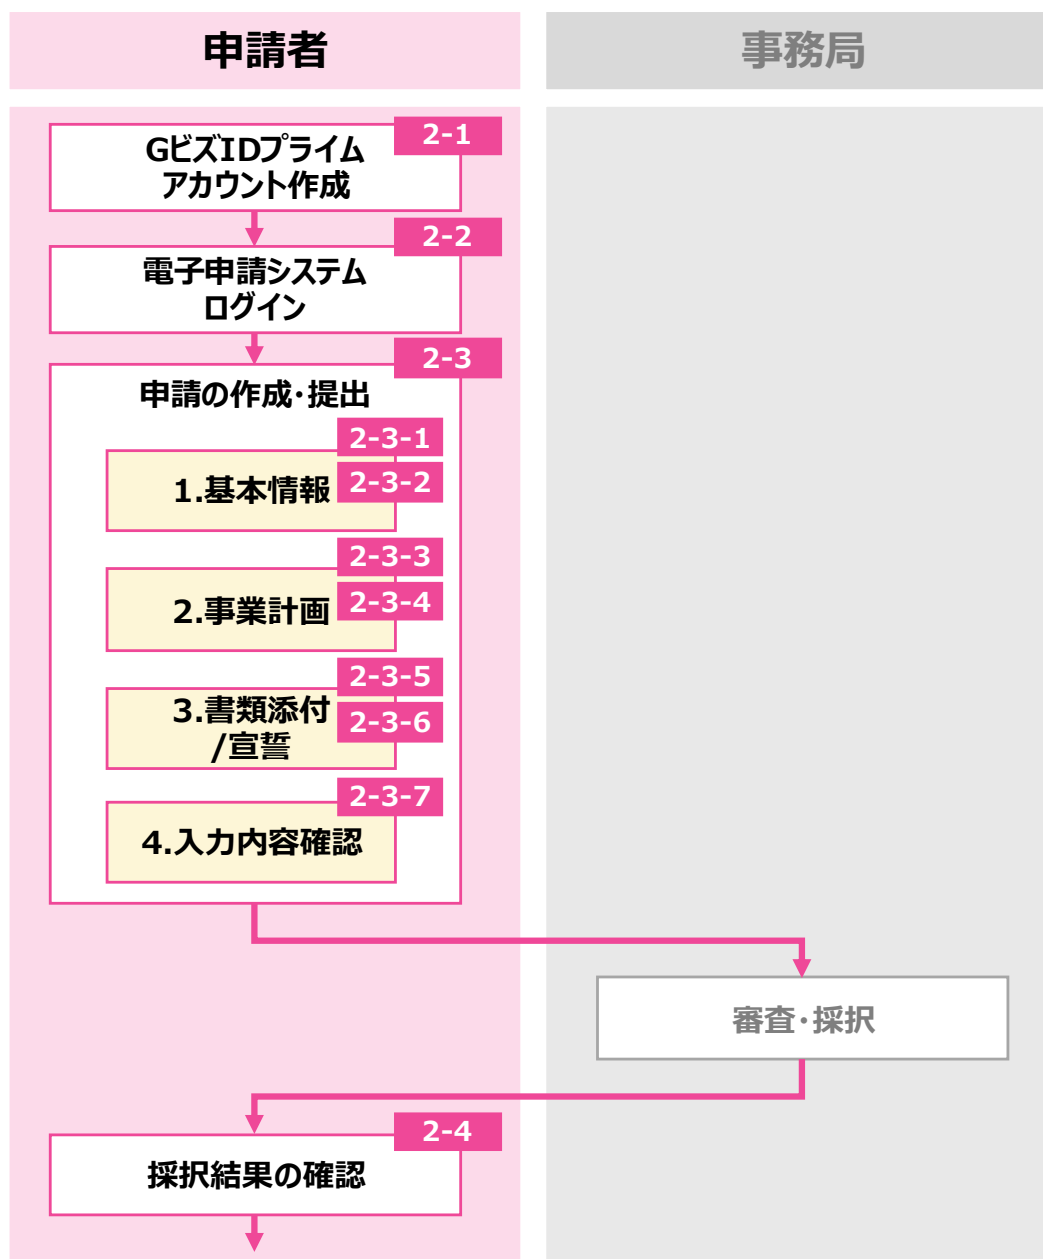 申請者
事務局
2-1
GビズIDプライム
アカウント作成
2-2
電子申請システム
ログイン
2-3
申請の作成･提出
2-3-1
1.基本情報
2-3-2
2-3-3
2.事業計画
2-3-4
2-3-5
3.書類添付
/宣誓
2-3-6
2-3-7
4.入力内容確認
審査･採択
2-4
採択結果の確認